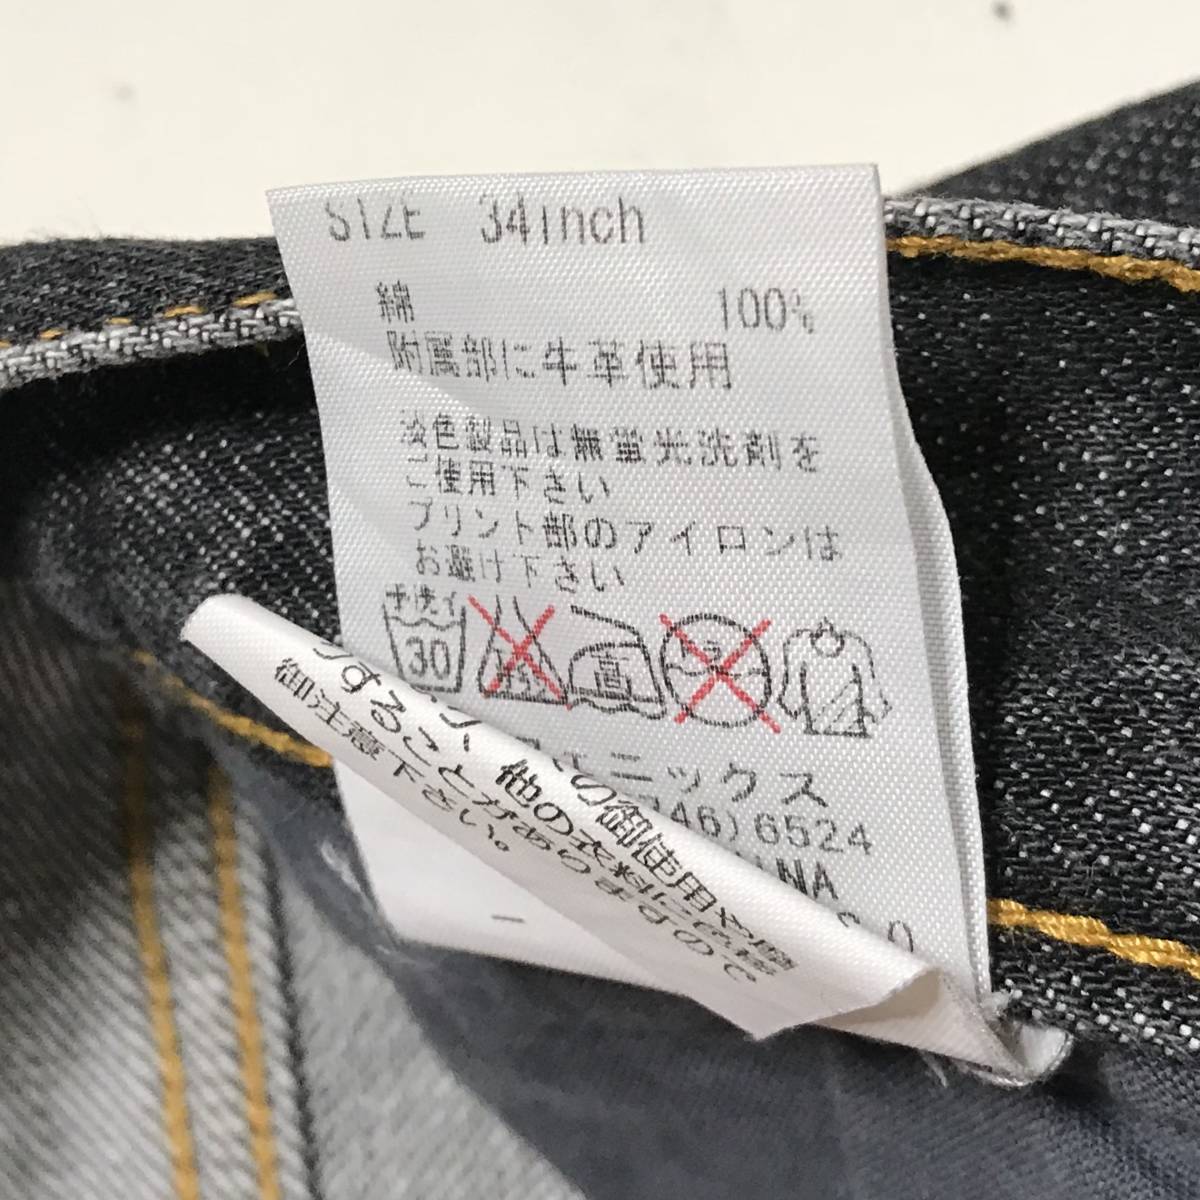 SIZE 34inch
綿 100%
附属部に牛革使用
淡色製品は無蛍光洗剤を
ご使用下さい
プリント部のアイロンは
お避け下さい
手洗イ
30
高
ニックス
46)6524
INA
の御使用や
、他の衣料に色移
することがありますので
御注意下さい。